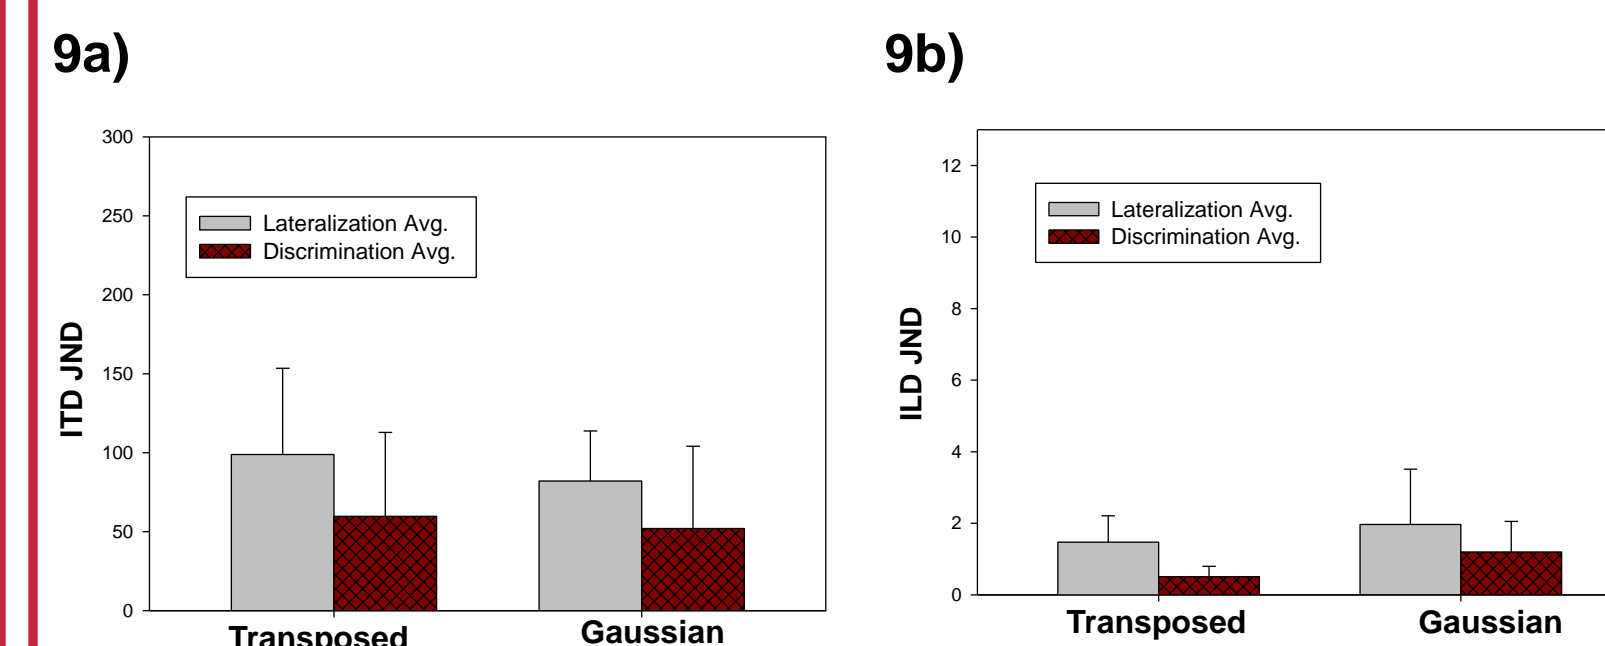 9a)
300
250
200
150
100
50
0
ITD JND
Lateralization Avg.
Discrimination Avg.
Transposed
Gaussian
9b)
12
10
8
6
4
2
0
ILD JND
Lateralization Avg.
Discrimination Avg.
Transposed
Gaussian